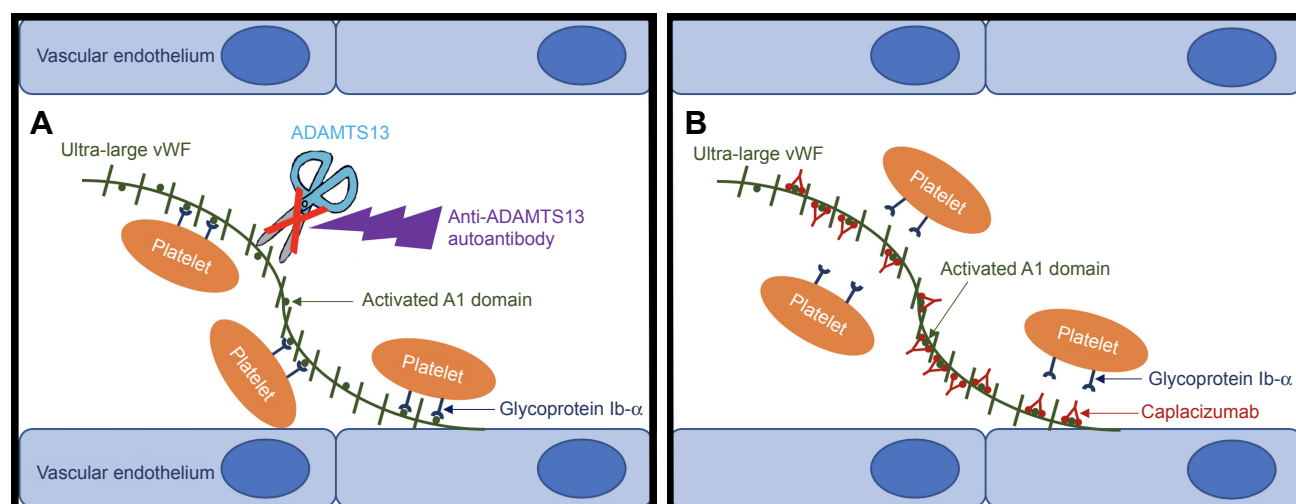 Vascular endothelium
A
ADAMTS13
Ultra-large vWF
Anti-ADAMTS13
autoantibody
Platelet
Activated A1 domain
Platelet
Platelet
Glycoprotein Ib-α
Vascular endothelium
B
Ultra-large vWF
Platelet
Activated A1 domain
Platelet
Platelet
Glycoprotein Ib-α
Caplacizumab